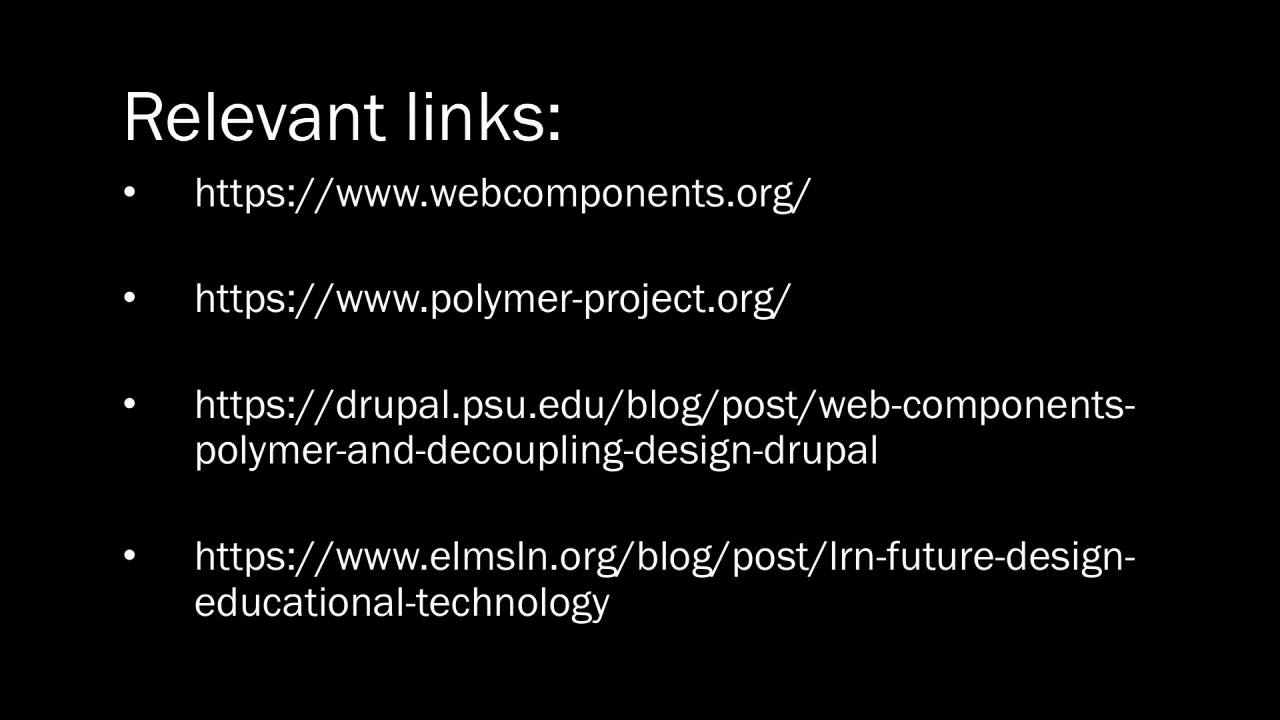 Relevant links:
• https://www.webcomponents.org/
• https://www.polymer-project.org/
• https://drupal.psu.edu/blog/post/web-components-
polymer-and-decoupling-design-drupal
• https://www.elmsln.org/blog/post/lrn-future-design-
educational-technology